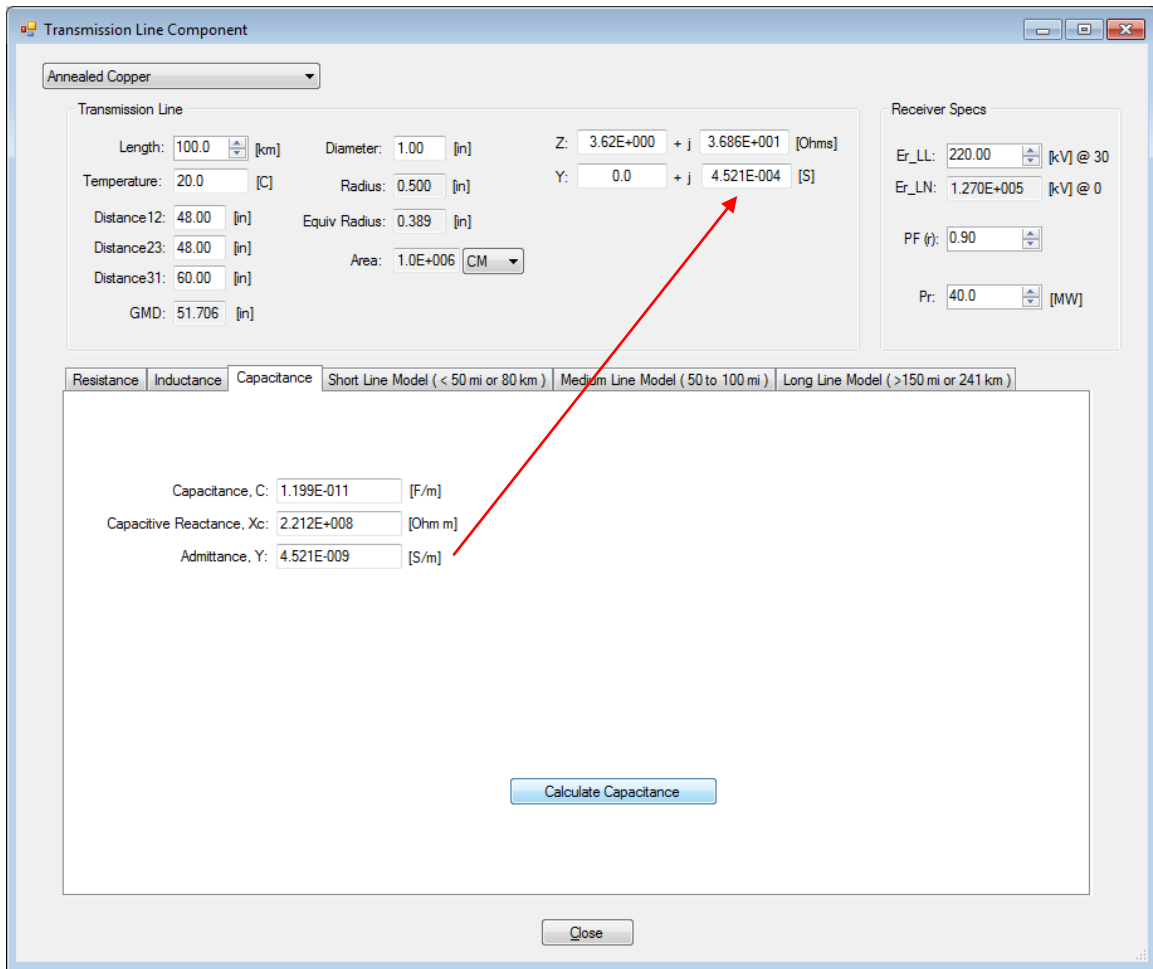 Transmission Line Component
Annealed Copper
Transmission Line
Length: 100.0 [km]
Temperature: 20.0 [C]
Distance12: 48.00 [in]
Distance23: 48.00 [in]
Distance31: 60.00 [in]
GMD: 51.706 [in]
Diameter: 1.00 [in]
Radius: 0.500 [in]
Equiv Radius: 0.389 [in]
Area: 1.0E+006 CM
Z: 3.62E+000 + j 3.686E+001 [Ohms]
Y: 0.0 + j 4.521E-004 [S]
Receiver Specs
Er_LL: 220.00 [kV] @ 30
Er_LN: 1.270E+005 [kV] @ 0
PF (r): 0.90
Pr: 40.0 [MW]
Resistance Inductance Capacitance Short Line Model ( < 50 mi or 80 km ) Medium Line Model ( 50 to 100 mi ) Long Line Model ( >150 mi or 241 km )
Capacitance, C: 1.199E-011 [F/m]
Capacitive Reactance, Xc: 2.212E+008 [Ohm m]
Admittance, Y: 4.521E-009 [S/m]
Calculate Capacitance
Close